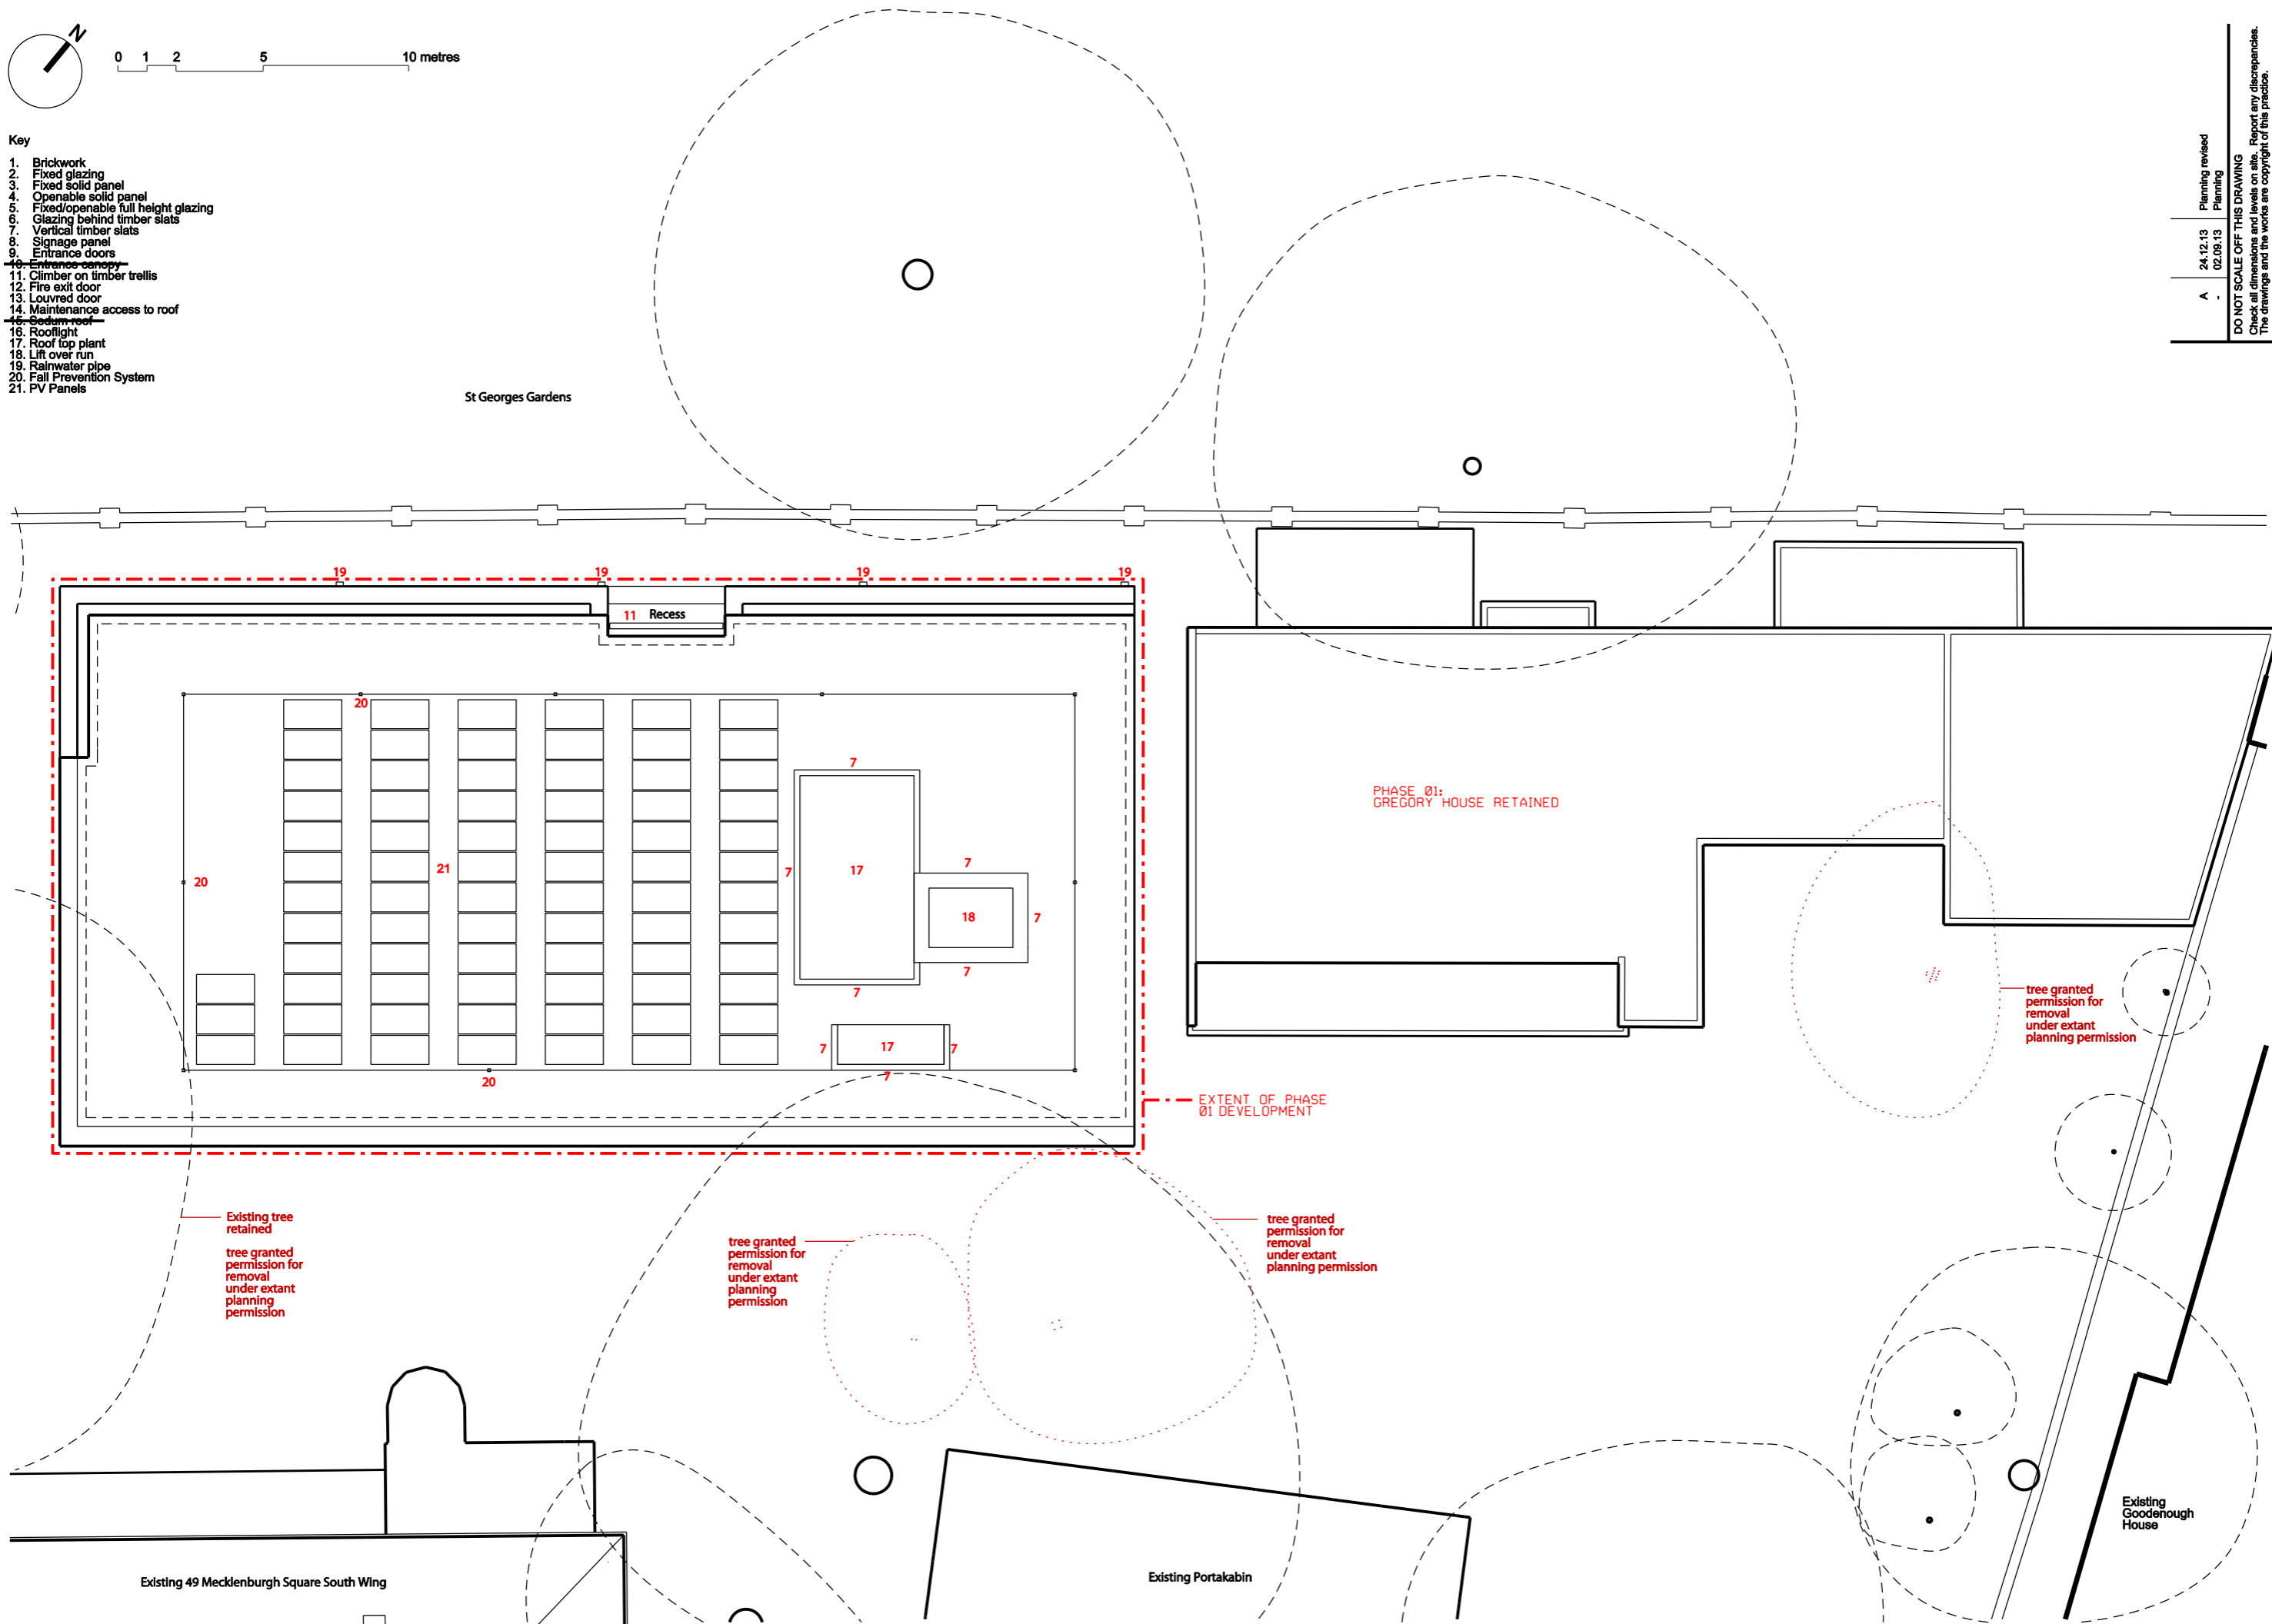 N
0 1 2 5 10 metres
Key
1. Brickwork
2. Fixed glazing
3. Fixed solid panel
4. Openable solid panel
5. Fixed/openable full height glazing
6. Glazing behind timber slats
7. Vertical timber slats
8. Signage panel
9. Entrance doors
10. Entrance canopy
11. Climber on timber trellis
12. Fire exit door
13. Louvred door
14. Maintenance access to roof
15. Sedum roof
16. Rooflight
17. Roof top plant
18. Lift over run
19. Rainwater pipe
20. Fall Prevention System
21. PV Panels
A 24.12.13 Planning revised
- 02.09.13 Planning
DO NOT SCALE OFF THIS DRAWING
Check all dimensions and levels on site. Report any discrepancies.
The drawings and the works are copyright of this practice.
St Georges Gardens
19 19 19 19
11 Recess
20
7
PHASE 01:
GREGORY HOUSE RETAINED
20
21
7
17
7
18
7
7
7
7
17
7
7
20
EXTENT OF PHASE
01 DEVELOPMENT
tree granted
permission for
removal
under extant
planning permission
Existing tree
retained
tree granted
permission for
removal
under extant
planning
permission
tree granted
permission for
removal
under extant
planning
permission
tree granted
permission for
removal
under extant
planning permission
Existing
Goodenough
House
Existing 49 Mecklenburgh Square South Wing
Existing Portakabin